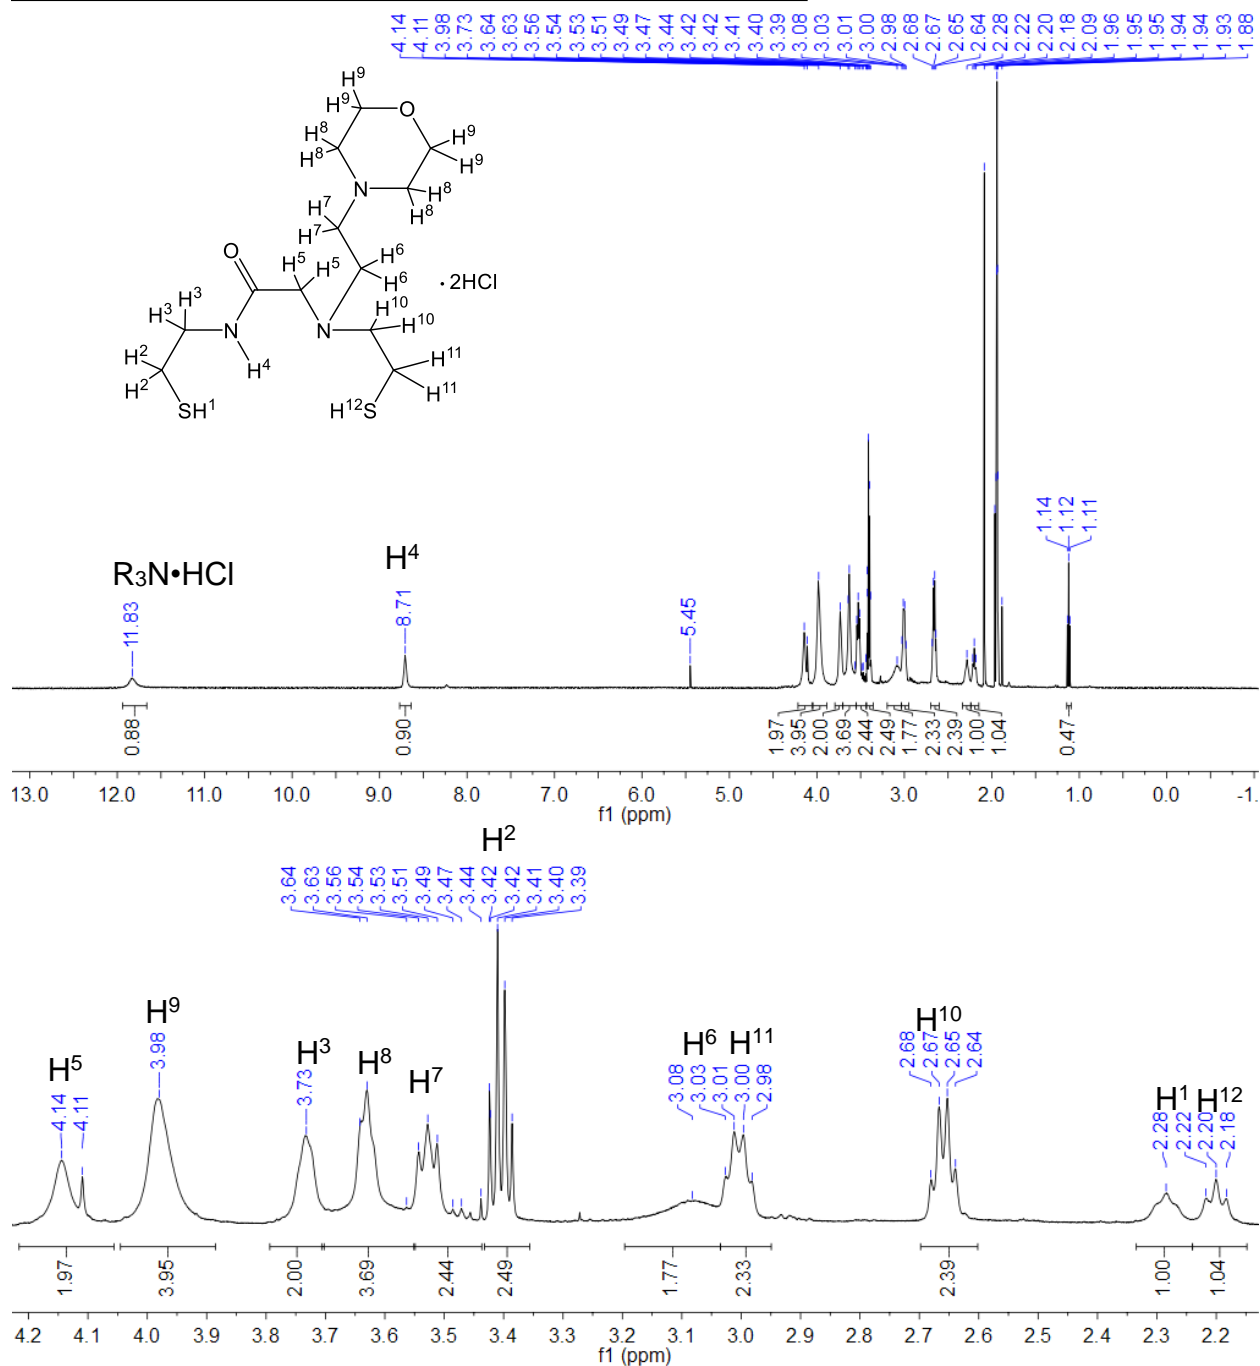 4.14 4.11 3.98 3.73 3.64 3.63 3.56 3.54 3.53 3.51 3.49 3.47 3.44 3.42 3.42 3.41 3.40 3.39 3.08 3.03 3.01 3.00 2.98 2.68 2.67 2.65 2.64 2.28 2.22 2.20 2.18 2.09 1.96 1.95 1.95 1.94 1.94 1.93 1.88
H9
H9 O
H8 H9
H8 H9
N H8
H7 H8
H7
O H5 H5 H6
H6
·2HCl
H3 H3 H10
N N H10
H2 H4 H11
H2 H11
SH1 H12S
1.14 1.12 1.11
R3N•HCl H4
11.83 8.71 5.45
0.88 0.90 1.97 3.95 2.00 3.69 2.44 2.49 1.77 2.33 2.39 1.00 1.04 0.47
13.0 12.0 11.0 10.0 9.0 8.0 7.0 6.0 5.0 4.0 3.0 2.0 1.0 0.0 -1.
f1 (ppm)
H2
3.64 3.63 3.56 3.54 3.53 3.51 3.49 3.47 3.44 3.42 3.42 3.41 3.40 3.39
H5 H9 H3 H8 H7 H6 H11 H10 H1 H12
4.14 4.11 3.98 3.73 3.08 3.03 3.01 3.00 2.98 2.68 2.67 2.65 2.64 2.28 2.22 2.20 2.18
1.97 3.95 2.00 3.69 2.44 2.49 1.77 2.33 2.39 1.00 1.04
4.2 4.1 4.0 3.9 3.8 3.7 3.6 3.5 3.4 3.3 3.2 3.1 3.0 2.9 2.8 2.7 2.6 2.5 2.4 2.3 2.2
f1 (ppm)